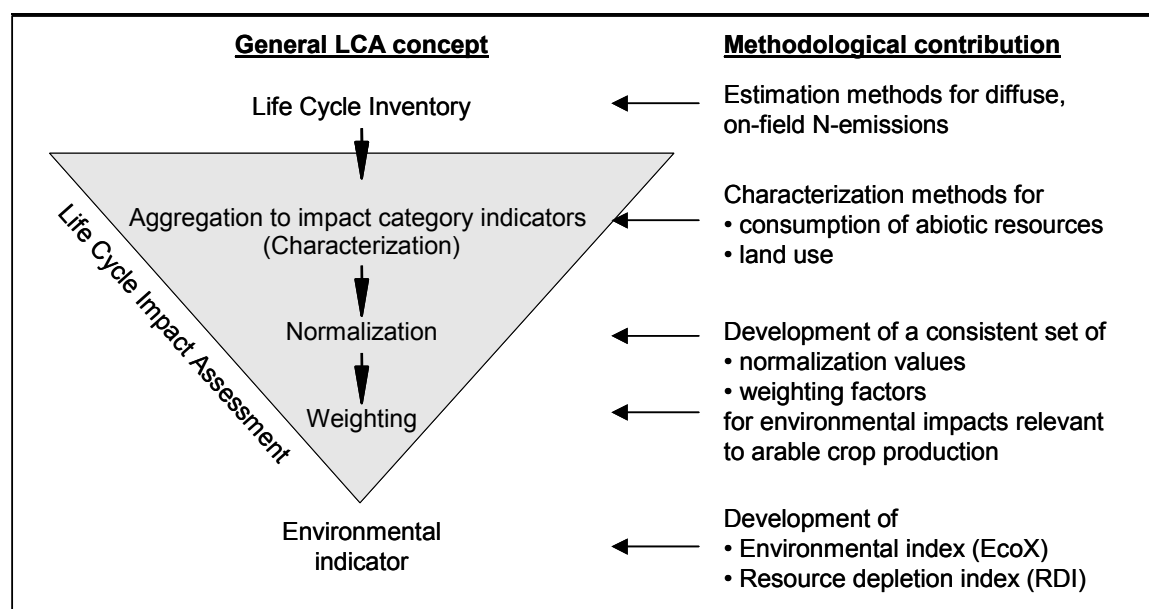 General LCA concept
Life Cycle Inventory
Life Cycle Impact Assessment
Aggregation to impact category indicators
(Characterization)
Normalization
Weighting
Environmental
indicator
Methodological contribution
Estimation methods for diffuse,
on-field N-emissions
Characterization methods for
• consumption of abiotic resources
• land use
Development of a consistent set of
• normalization values
• weighting factors
for environmental impacts relevant
to arable crop production
Development of
• Environmental index (EcoX)
• Resource depletion index (RDI)